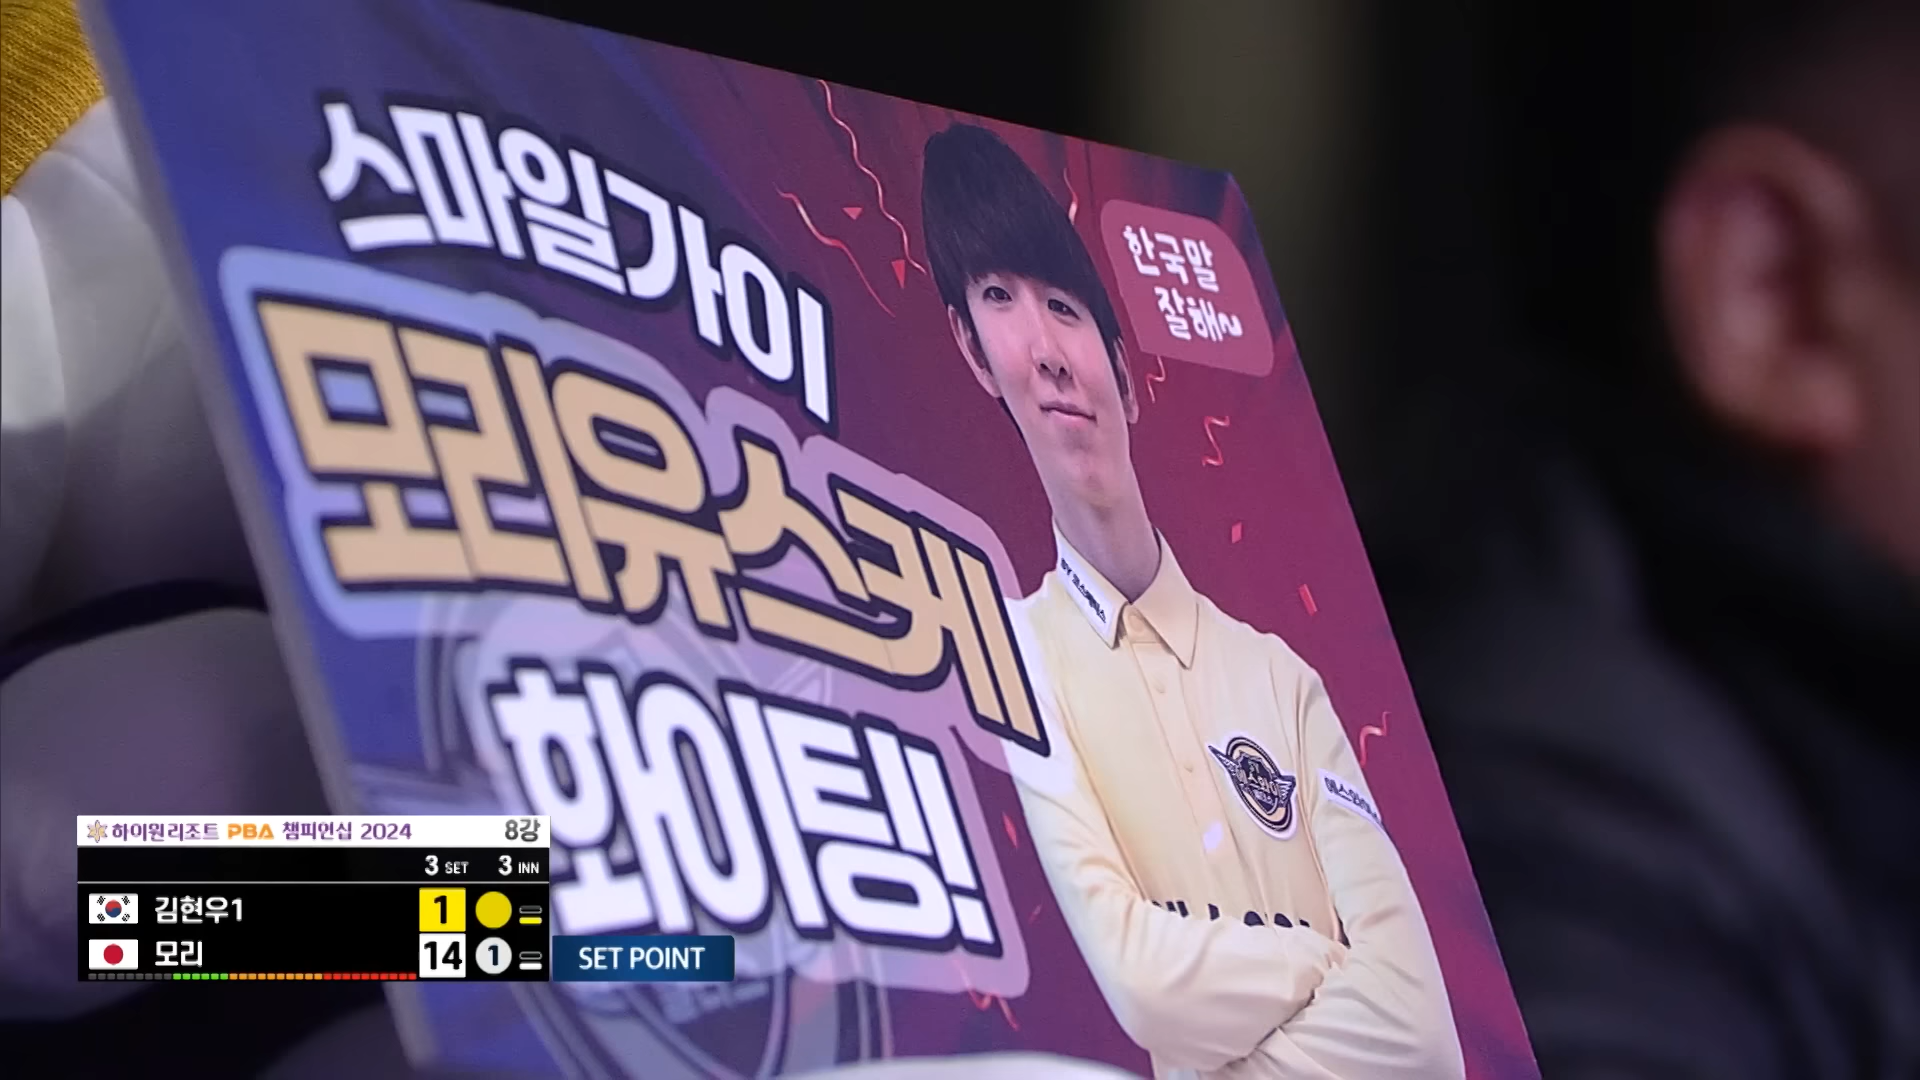 스마일가이
모리유스케
화이팅!
한국말
잘해~
하이원리조트 PBA 챔피언십 2024 8강
3 SET 3 INN
김현우1 1
모리 14 1
SET POINT